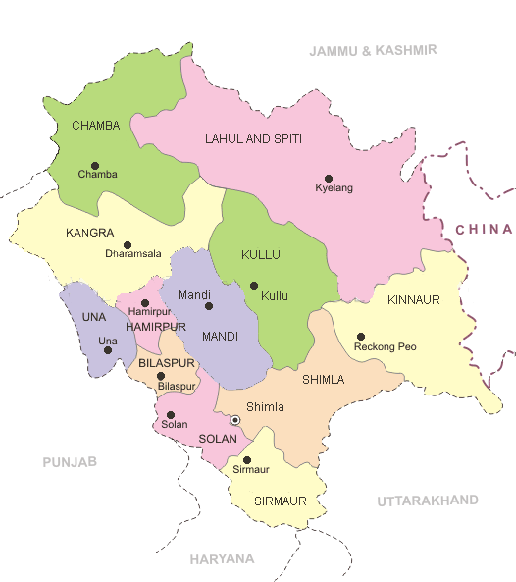 JAMMU & KASHMIR
CHAMBA
LAHUL AND SPITI
Chamba
Kyelang
CHINA
KANGRA
Dharamsala
KULLU
Mandi
Kullu
KINNAUR
Hamirpur
UNA
HAMIRPUR
MANDI
Una
Reckong Peo
BILASPUR
Bilaspur
SHIMLA
Shimla
Solan
SOLAN
PUNJAB
Sirmaur
SIRMAUR
UTTARAKHAND
HARYANA